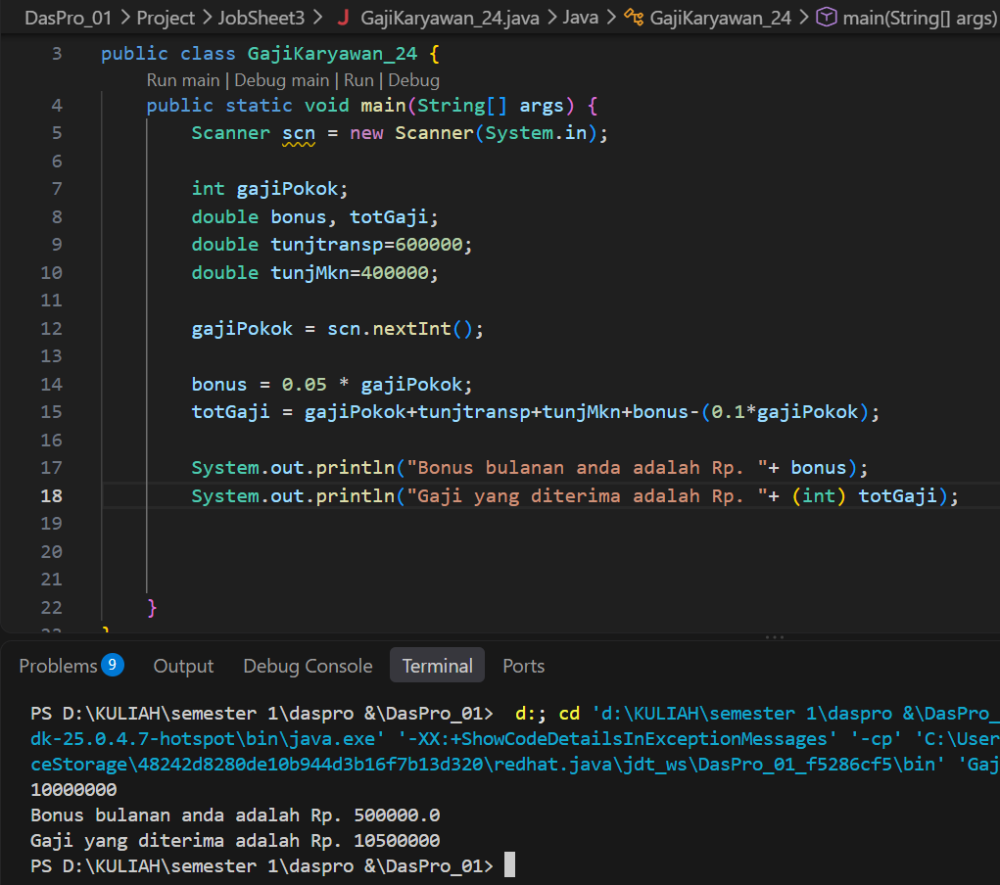 DasPro_01 > Project > JobSheet3 > J GajiKaryawan_24.java > Java > GajiKaryawan_24 > main(String[] args)
3 public class GajiKaryawan_24 {
Run main | Debug main | Run | Debug
4 public static void main(String[] args) {
5 Scanner scn = new Scanner(System.in);
6
7 int gajiPokok;
8 double bonus, totGaji;
9 double tunjtransp=600000;
10 double tunjMkn=400000;
11
12 gajiPokok = scn.nextInt();
13
14 bonus = 0.05 * gajiPokok;
15 totGaji = gajiPokok+tunjtransp+tunjMkn+bonus-(0.1*gajiPokok);
16
17 System.out.println("Bonus bulanan anda adalah Rp. "+ bonus);
18 System.out.println("Gaji yang diterima adalah Rp. "+ (int) totGaji);
19
20
21
22 }
Problems 9 Output Debug Console Terminal Ports
PS D:\KULIAH\semester 1\daspro &\DasPro_01>  d:; cd 'd:\KULIAH\semester 1\daspro &\DasPro_
dk-25.0.4.7-hotspot\bin\java.exe' '-XX:+ShowCodeDetailsInExceptionMessages' '-cp' 'C:\User
ceStorage\48242d8280de10b944d3b16f7b13d320\redhat.java\jdt_ws\DasPro_01_f5286cf5\bin' 'Gaj
10000000
Bonus bulanan anda adalah Rp. 500000.0
Gaji yang diterima adalah Rp. 10500000
PS D:\KULIAH\semester 1\daspro &\DasPro_01>